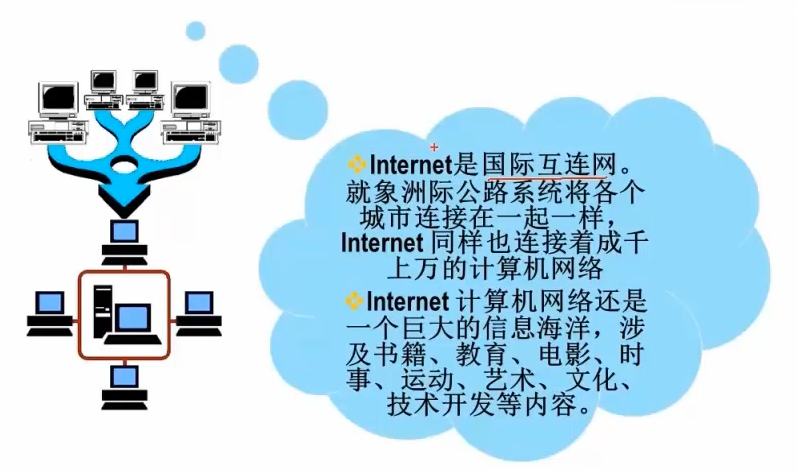 Internet是国际互连网。
就象洲际公路系统将各个
城市连接在一起一样，
Internet 同样也连接着成千
上万的计算机网络
Internet 计算机网络还是
一个巨大的信息海洋，涉
及书籍、教育、电影、时
事、运动、艺术、文化、
技术开发等内容。